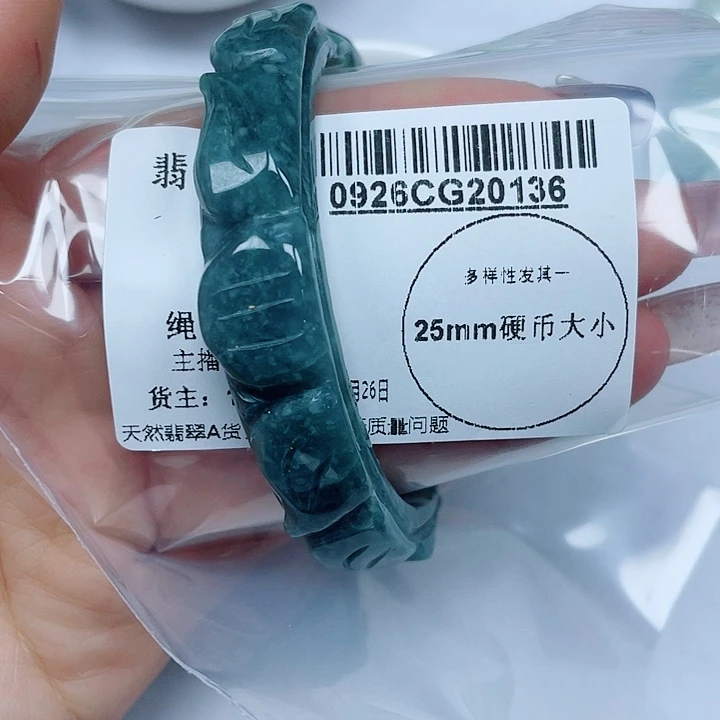 翡
0926CG20136
多样性发其一
25mm硬币大小
绳
主播
货主：
月26日
天然翡翠A货
质量问题